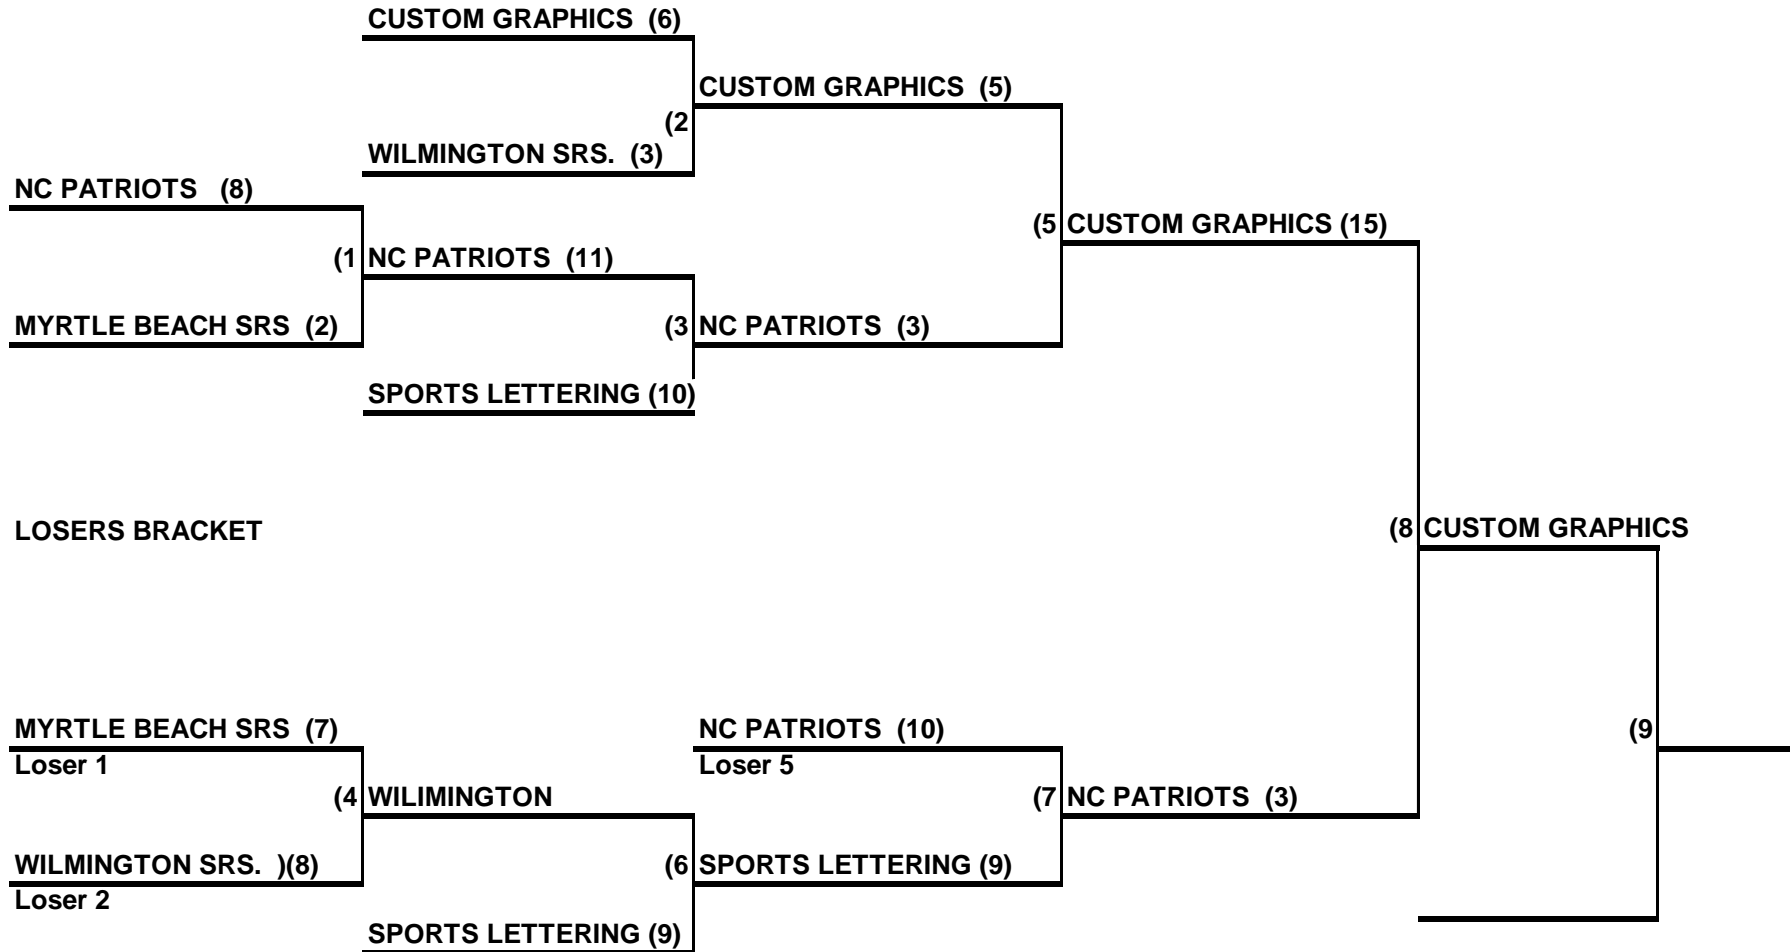 CUSTOM GRAPHICS  (6)
CUSTOM GRAPHICS  (5)
(2
WILMINGTON SRS.  (3)
NC PATRIOTS   (8)
(5 CUSTOM GRAPHICS (15)
(1 NC PATRIOTS  (11)
MYRTLE BEACH SRS  (2)
(3 NC PATRIOTS  (3)
SPORTS LETTERING (10)
LOSERS BRACKET
(8 CUSTOM GRAPHICS
MYRTLE BEACH SRS  (7)
NC PATRIOTS  (10)
(9
Loser 1
Loser 5
(4 WILIMINGTON
(7 NC PATRIOTS  (3)
WILMINGTON SRS.  )(8)
(6 SPORTS LETTERING (9)
Loser 2
SPORTS LETTERING (9)